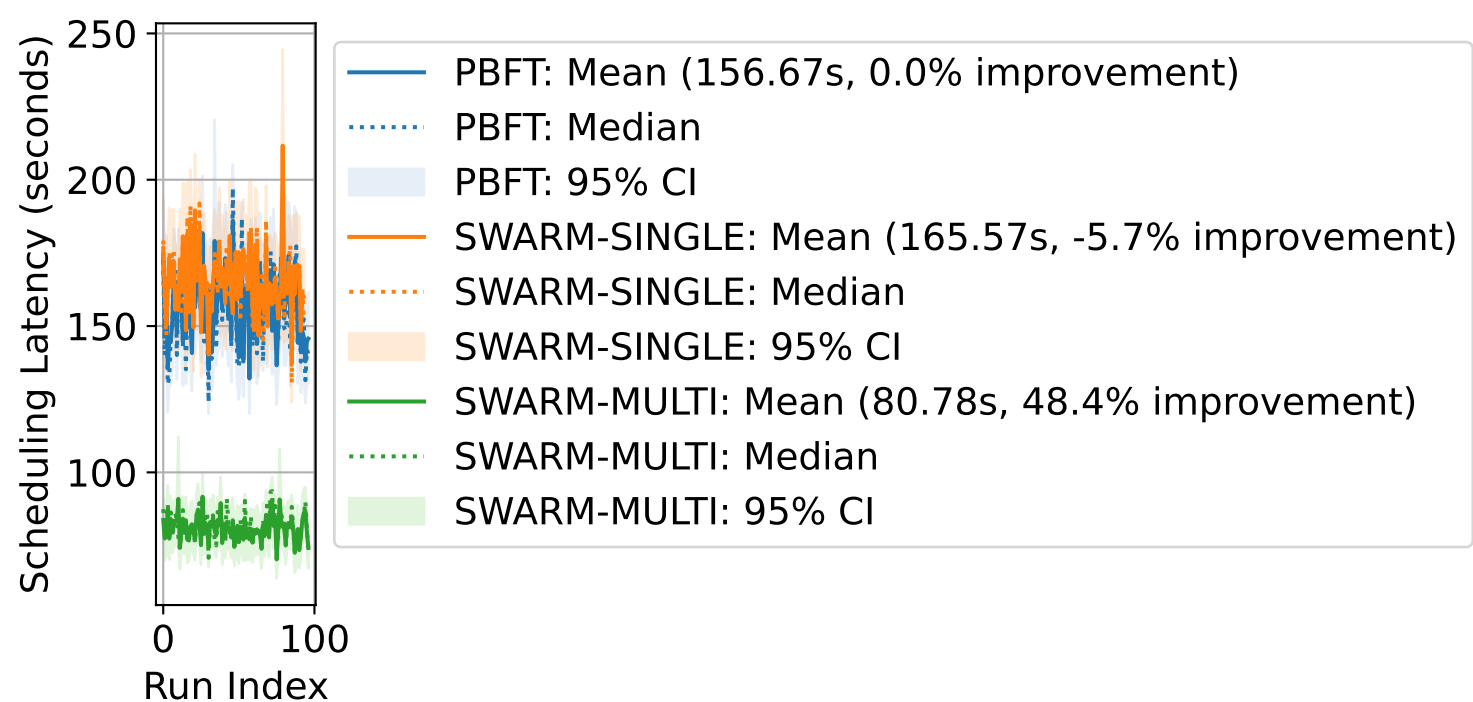 Scheduling Latency (seconds)
250
200
150
100
0 100
Run Index
PBFT: Mean (156.67s, 0.0% improvement)
PBFT: Median
PBFT: 95% CI
SWARM-SINGLE: Mean (165.57s, -5.7% improvement)
SWARM-SINGLE: Median
SWARM-SINGLE: 95% CI
SWARM-MULTI: Mean (80.78s, 48.4% improvement)
SWARM-MULTI: Median
SWARM-MULTI: 95% CI